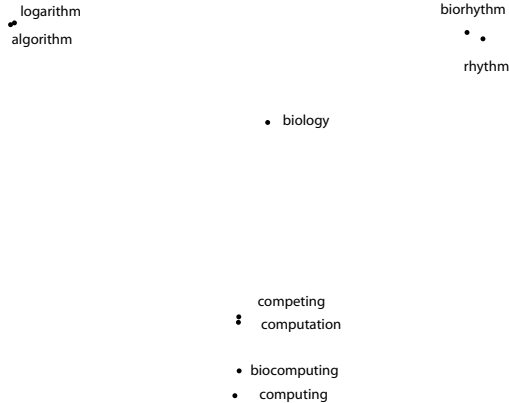 logarithm
algorithm
biorhythm
rhythm
biology
competing
computation
biocomputing
computing